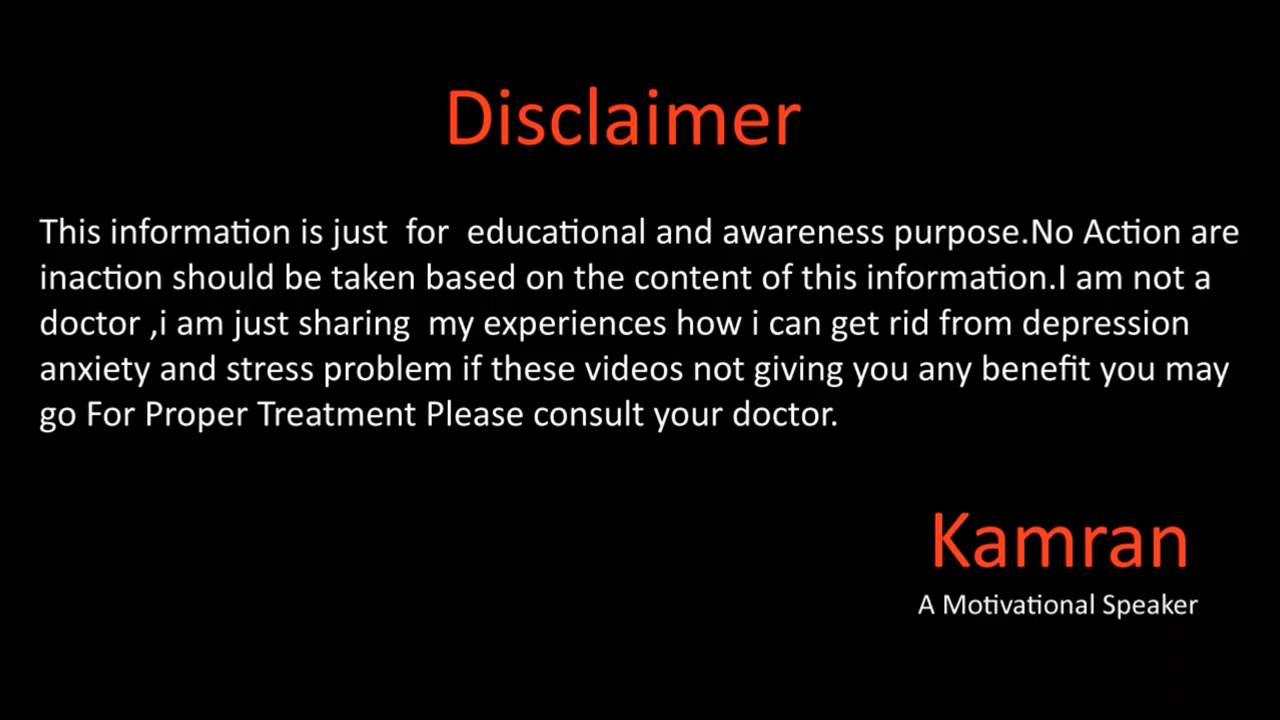 Disclaimer
This information is just  for  educational and awareness purpose.No Action are
inaction should be taken based on the content of this information.I am not a
doctor ,i am just sharing  my experiences how i can get rid from depression
anxiety and stress problem if these videos not giving you any benefit you may
go For Proper Treatment Please consult your doctor.
Kamran
A Motivational Speaker